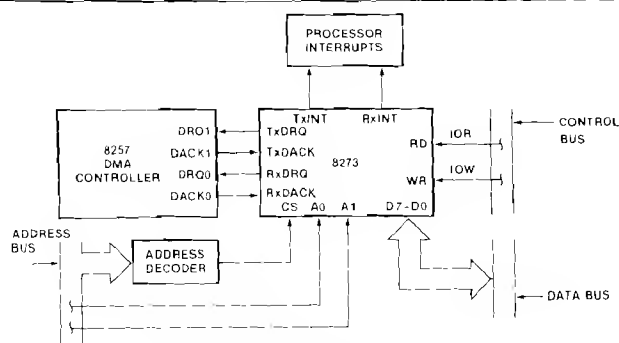 PROCESSOR
INTERRUPTS
8257
DMA
CONTROLLER
DRQ1
DACK1
DRQ0
DACK0
TxINT
RxINT
TxDRQ
TxDACK
RxDRQ
RxDACK
8273
RD
WR
CS A0 A1 D7-D0
IOR
IOW
CONTROL
BUS
ADDRESS
BUS
ADDRESS
DECODER
DATA BUS